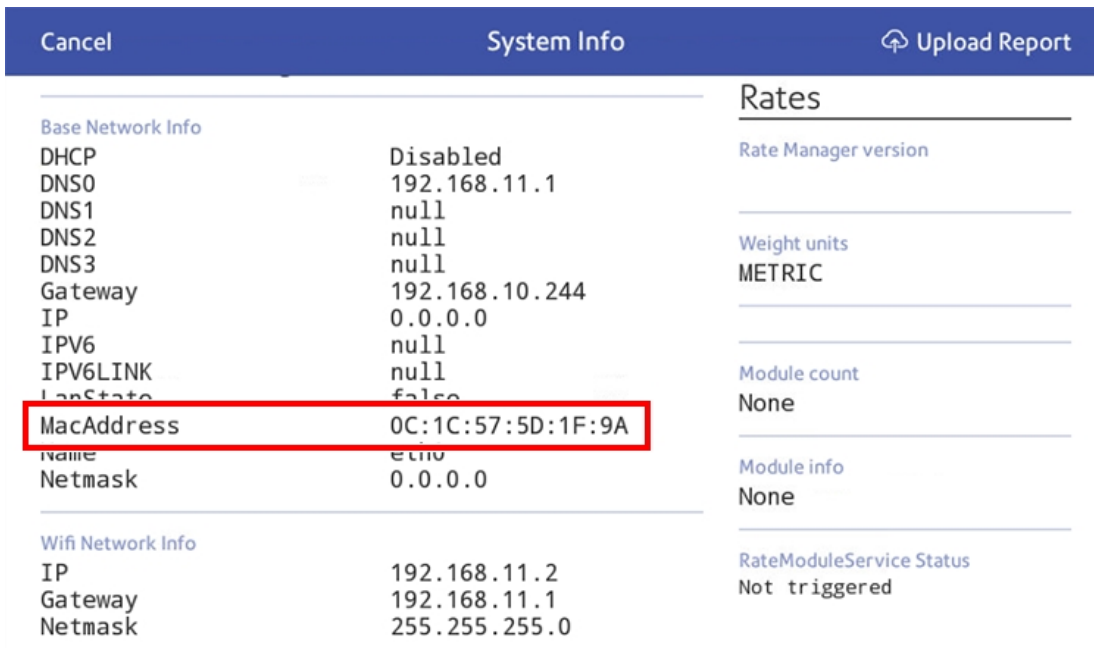 Cancel System Info Upload Report
Base Network Info
DHCP Disabled
DNS0 192.168.11.1
DNS1 null
DNS2 null
DNS3 null
Gateway 192.168.10.244
IP 0.0.0.0
IPV6 null
IPV6LINK null
LanState false
MacAddress 0C:1C:57:5D:1F:9A
Name eth0
Netmask 0.0.0.0
Wifi Network Info
IP 192.168.11.2
Gateway 192.168.11.1
Netmask 255.255.255.0
Rates
Rate Manager version
Weight units
METRIC
Module count
None
Module info
None
RateModuleService Status
Not triggered